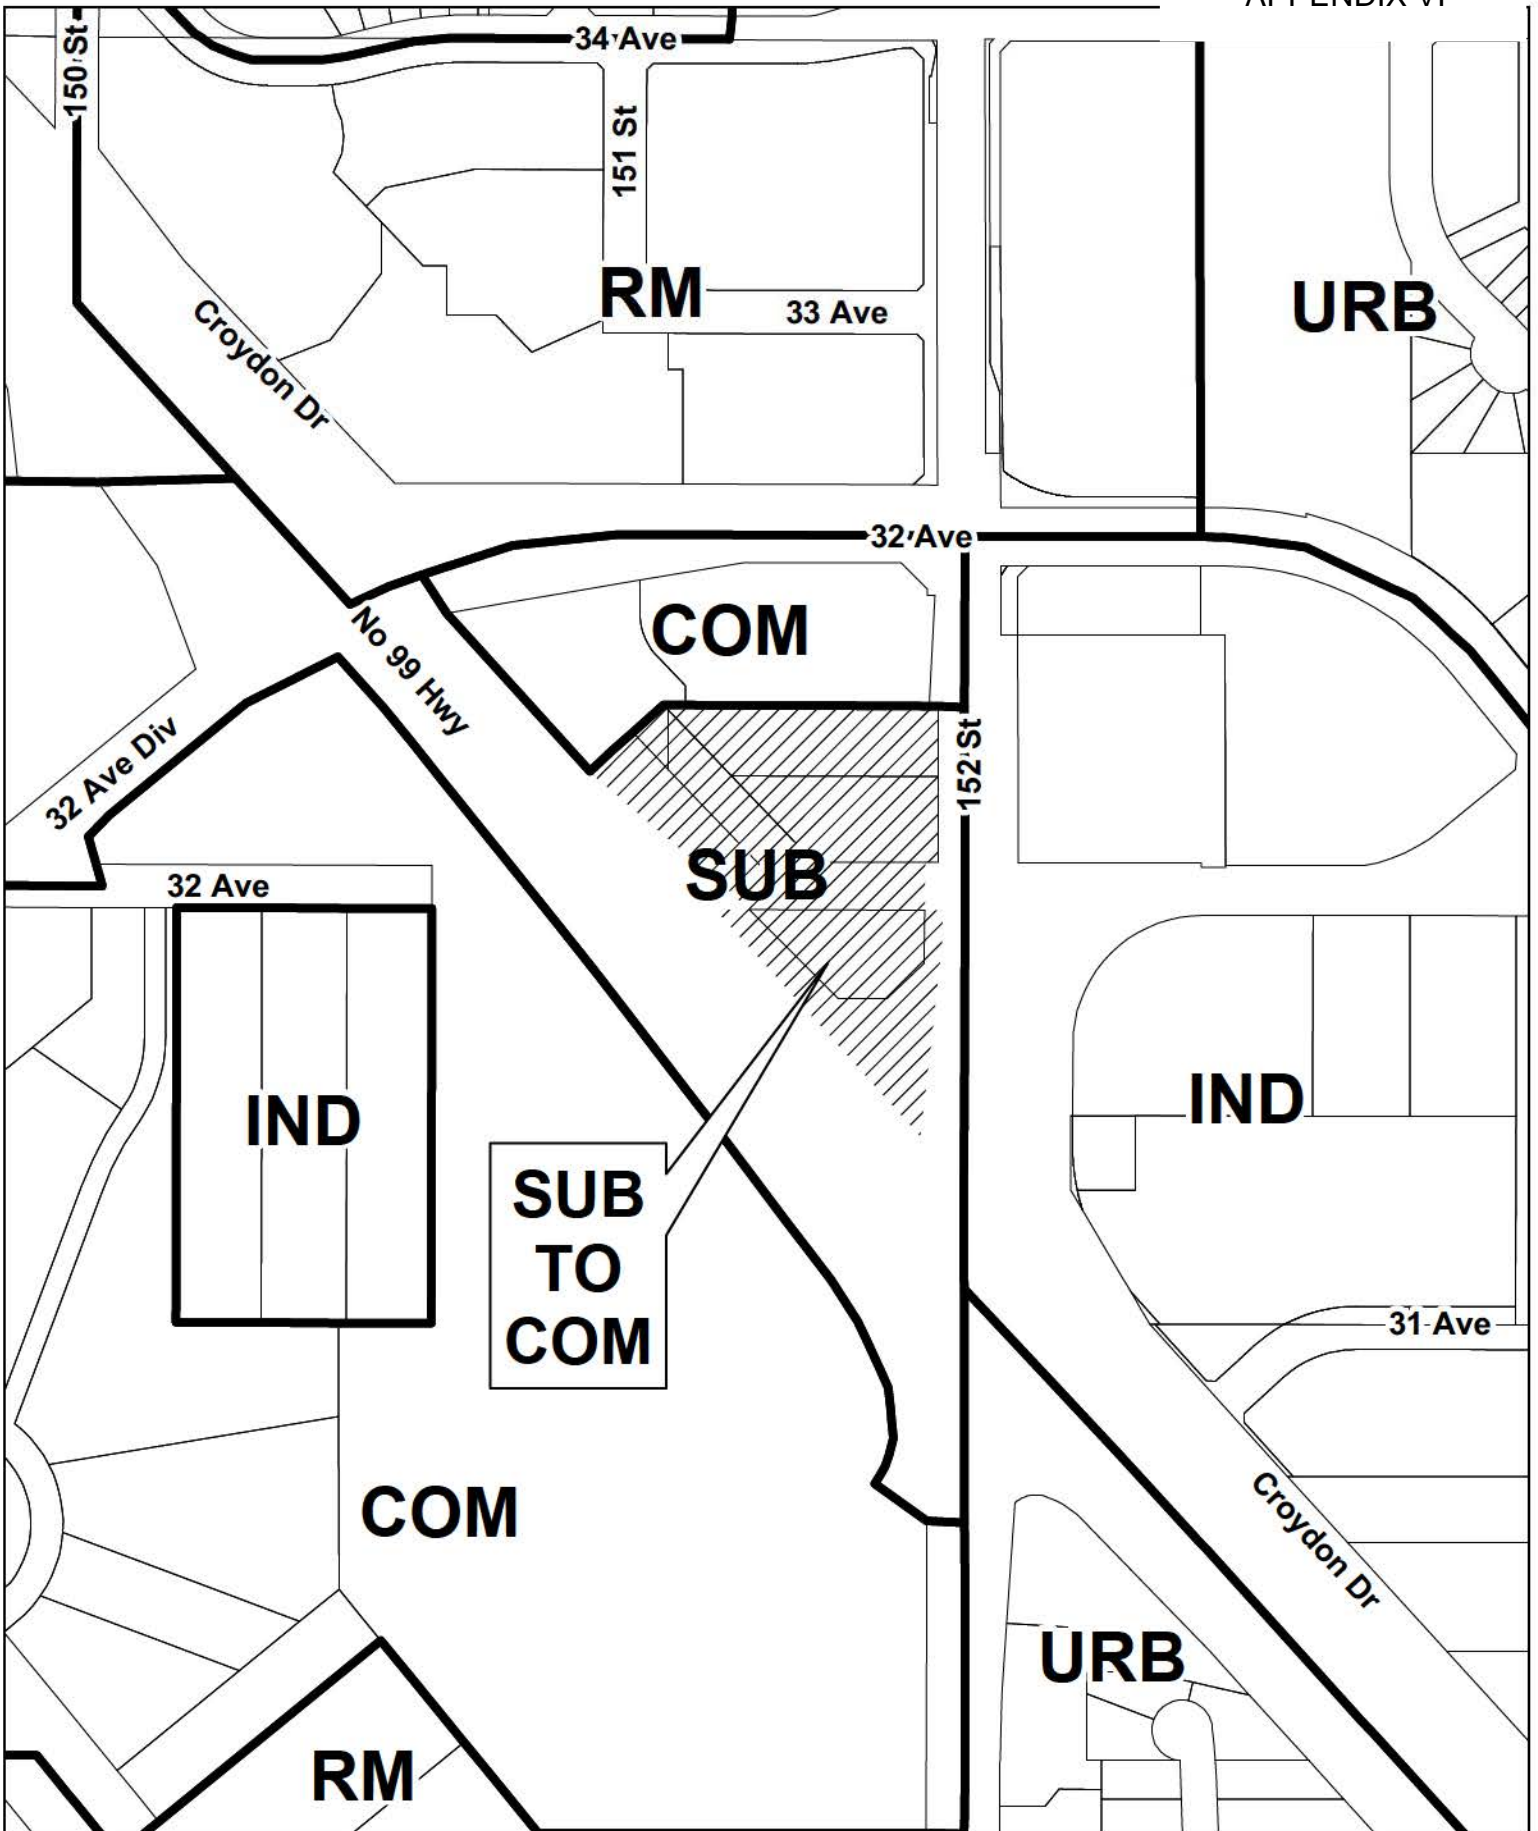 APPENDIX VI
150 St
34 Ave
151 St
RM
URB
33 Ave
Croydon Dr
32 Ave
COM
No 99 Hwy
32 Ave Div
152 St
SUB
32 Ave
IND
IND
SUB
TO
COM
31 Ave
COM
Croydon Dr
URB
RM